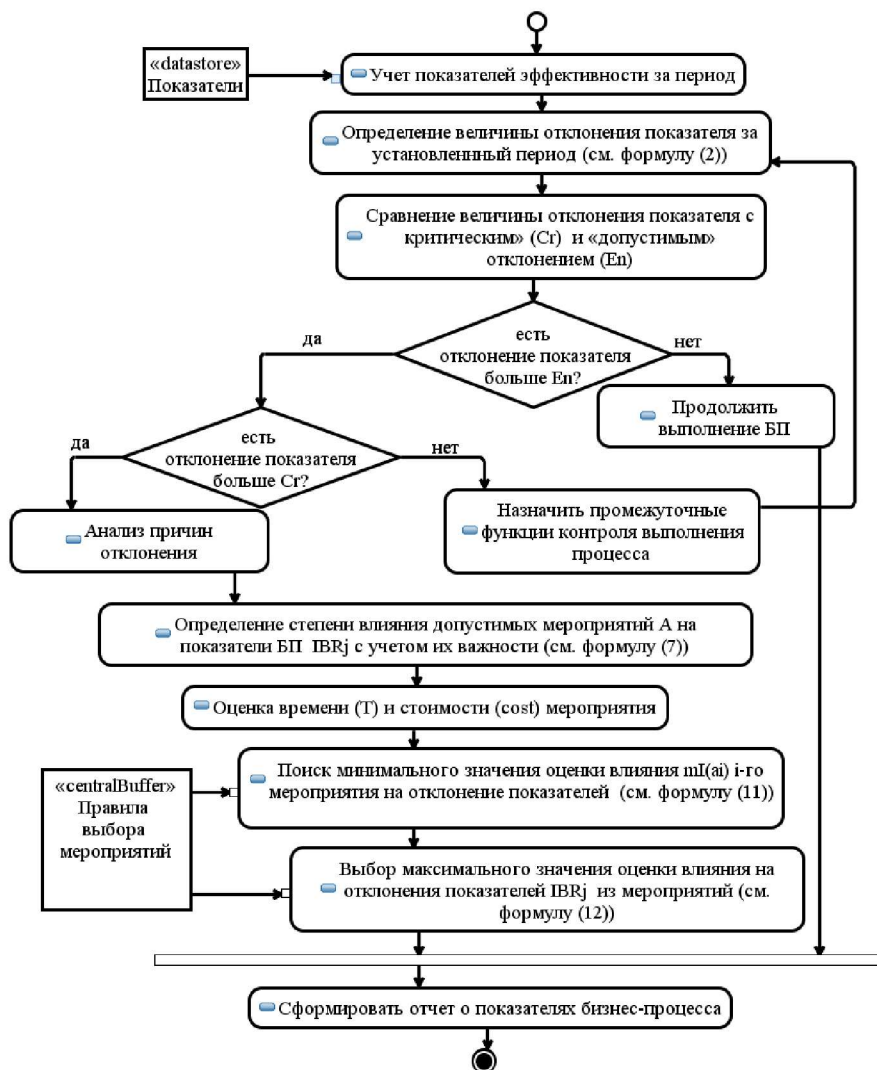 «datastore»
Показатели
Учет показателей эффективности за период
Определение величины отклонения показателя за
установленнный период (см. формулу (2))
Сравнение величины отклонения показателя с
критическим» (Cr) и «допустимым»
отклонением (En)
есть
отклонение показателя
больше En?
да
нет
Продолжить
выполнение БП
есть
отклонение показателя
больше Cr?
да
нет
Анализ причин
отклонения
Назначить промежуточные
функции контроля выполнения
процесса
Определение степени влияния допустимых мероприятий А на
показатели БП IBRj с учетом их важности (см. формулу (7))
Оценка времени (Т) и стоимости (cost) мероприятия
«centralBuffer»
Правила
выбора
мероприятий
Поиск минимального значения оценки влияния mI(ai) i-го
мероприятия на отклонение показателей (см. формулу (11))
Выбор максимального значения оценки влияния на
отклонения показателей IBRj из мероприятий (см.
формулу (12))
Сформировать отчет о показателях бизнес-процесса